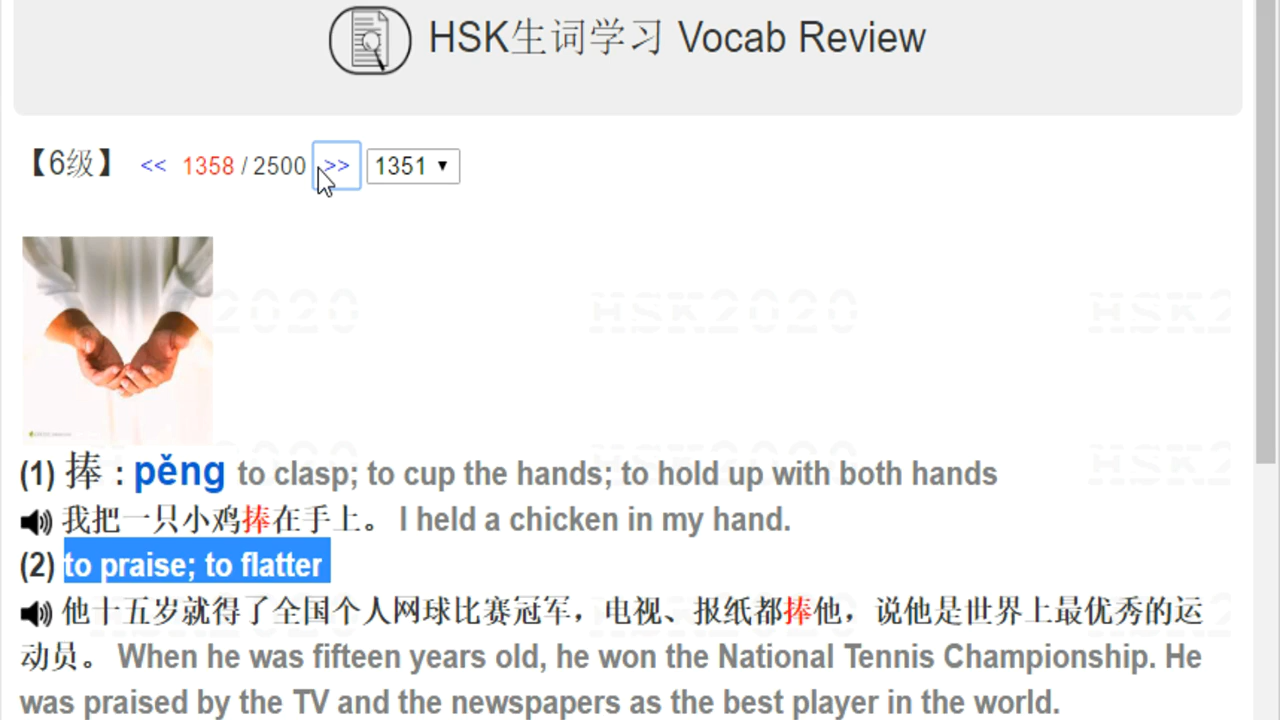 HSK生词学习 Vocab Review
【6级】 << 1358 / 2500 >> 1351
HSK2020 HSK2020 HSK2
(1) 捧 : pěng to clasp; to cup the hands; to hold up with both hands
我把一只小鸡捧在手上。 I held a chicken in my hand.
(2) to praise; to flatter
他十五岁就得了全国个人网球比赛冠军，电视、报纸都捧他，说他是世界上最优秀的运
动员。 When he was fifteen years old, he won the National Tennis Championship. He
was praised by the TV and the newspapers as the best player in the world.